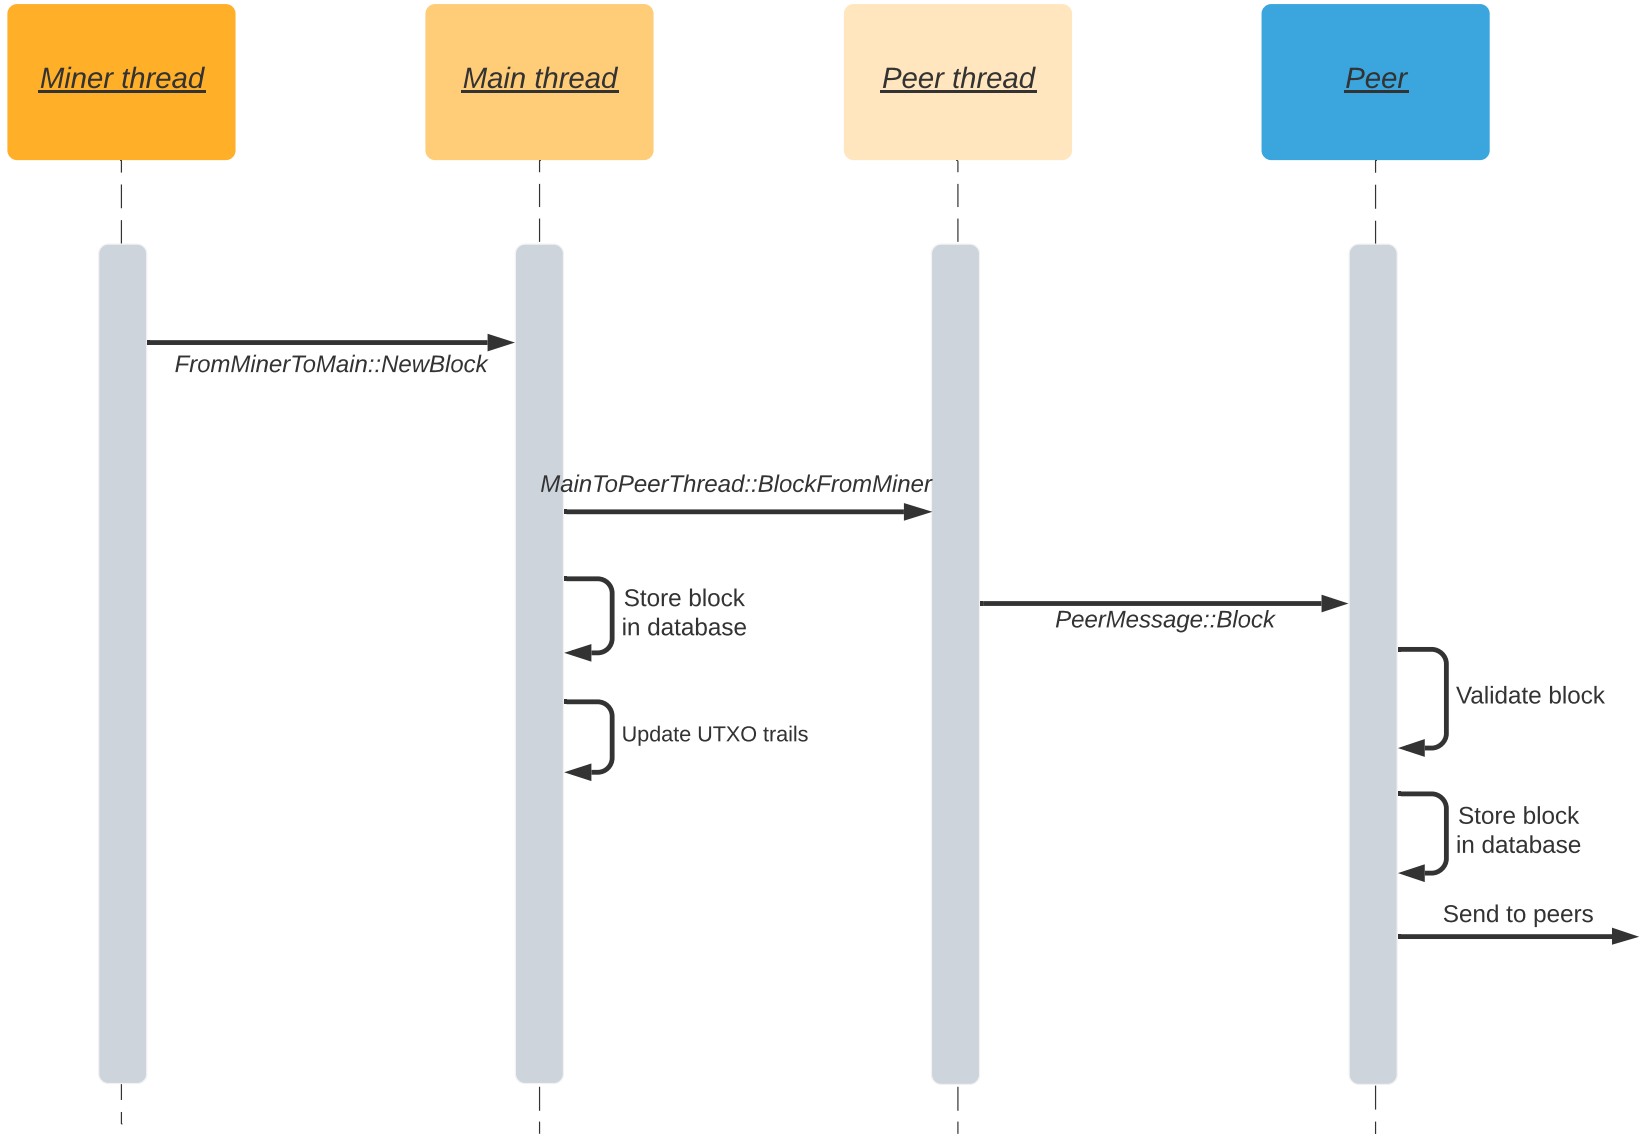 Miner thread
Main thread
Peer thread
Peer
FromMinerToMain::NewBlock
MainToPeerThread::BlockFromMiner
Store block
in database
PeerMessage::Block
Validate block
Update UTXO trails
Store block
in database
Send to peers